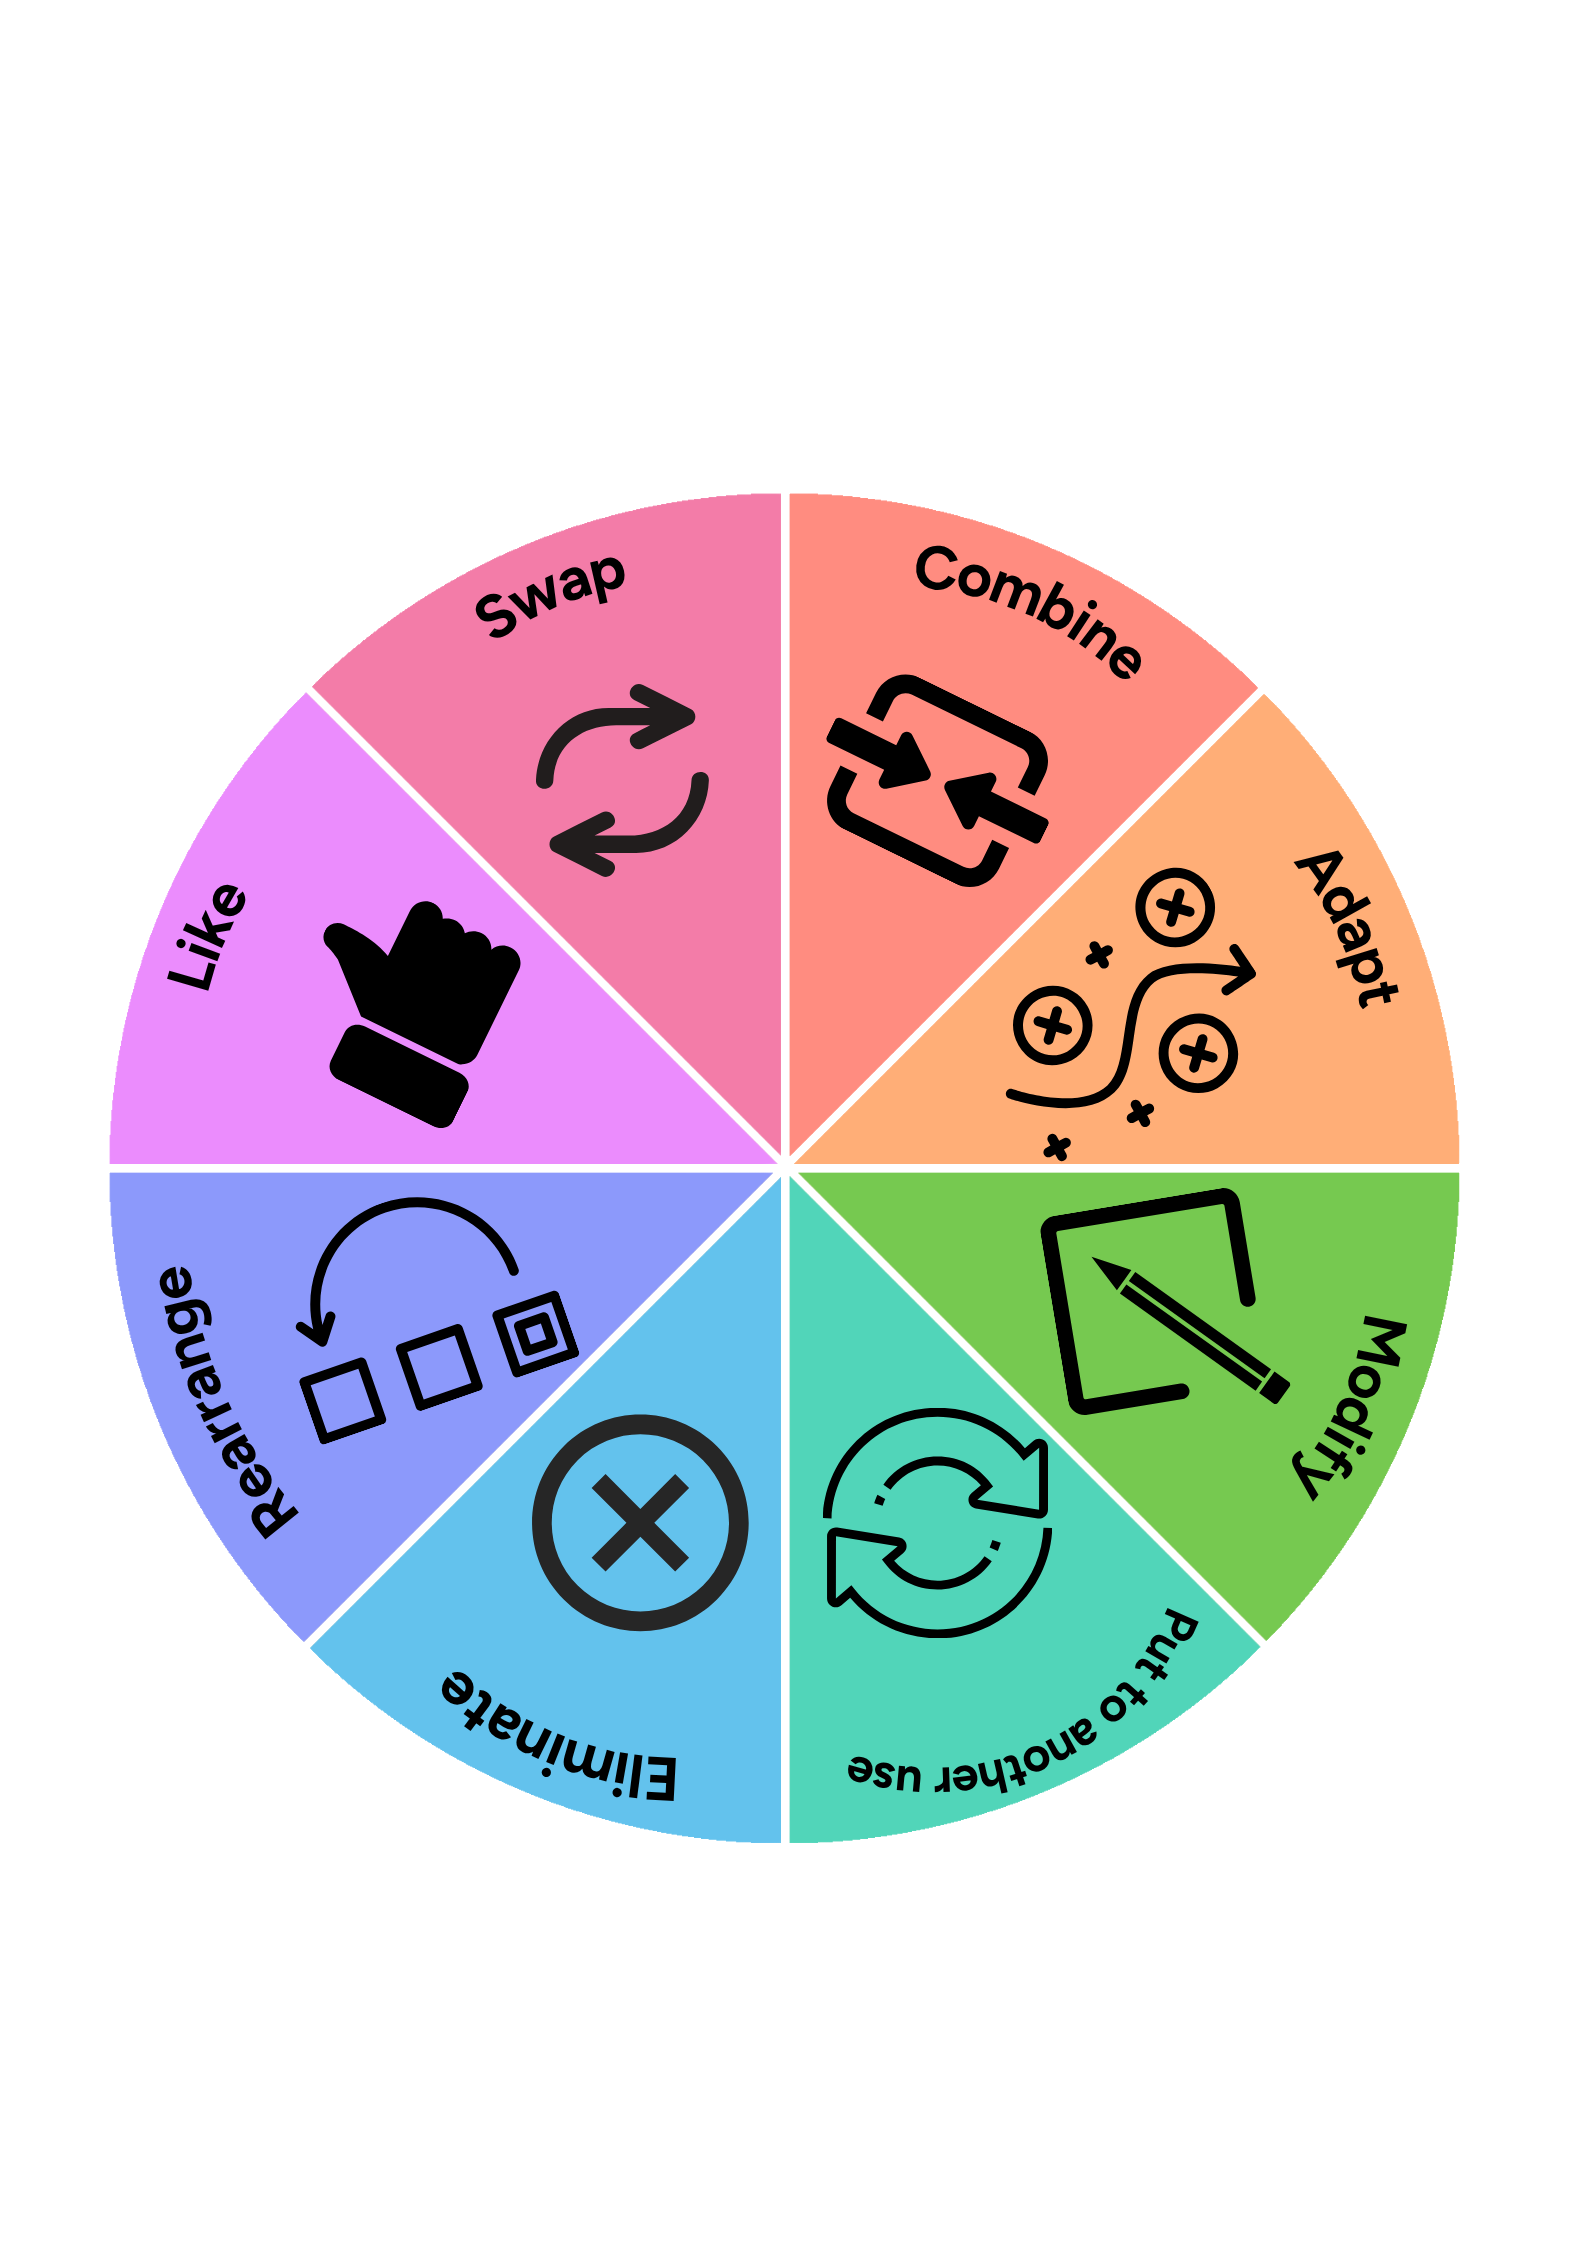 Swap
Combine
Adapt
Modify
Put to another use
Eliminate
Rearrange
Like